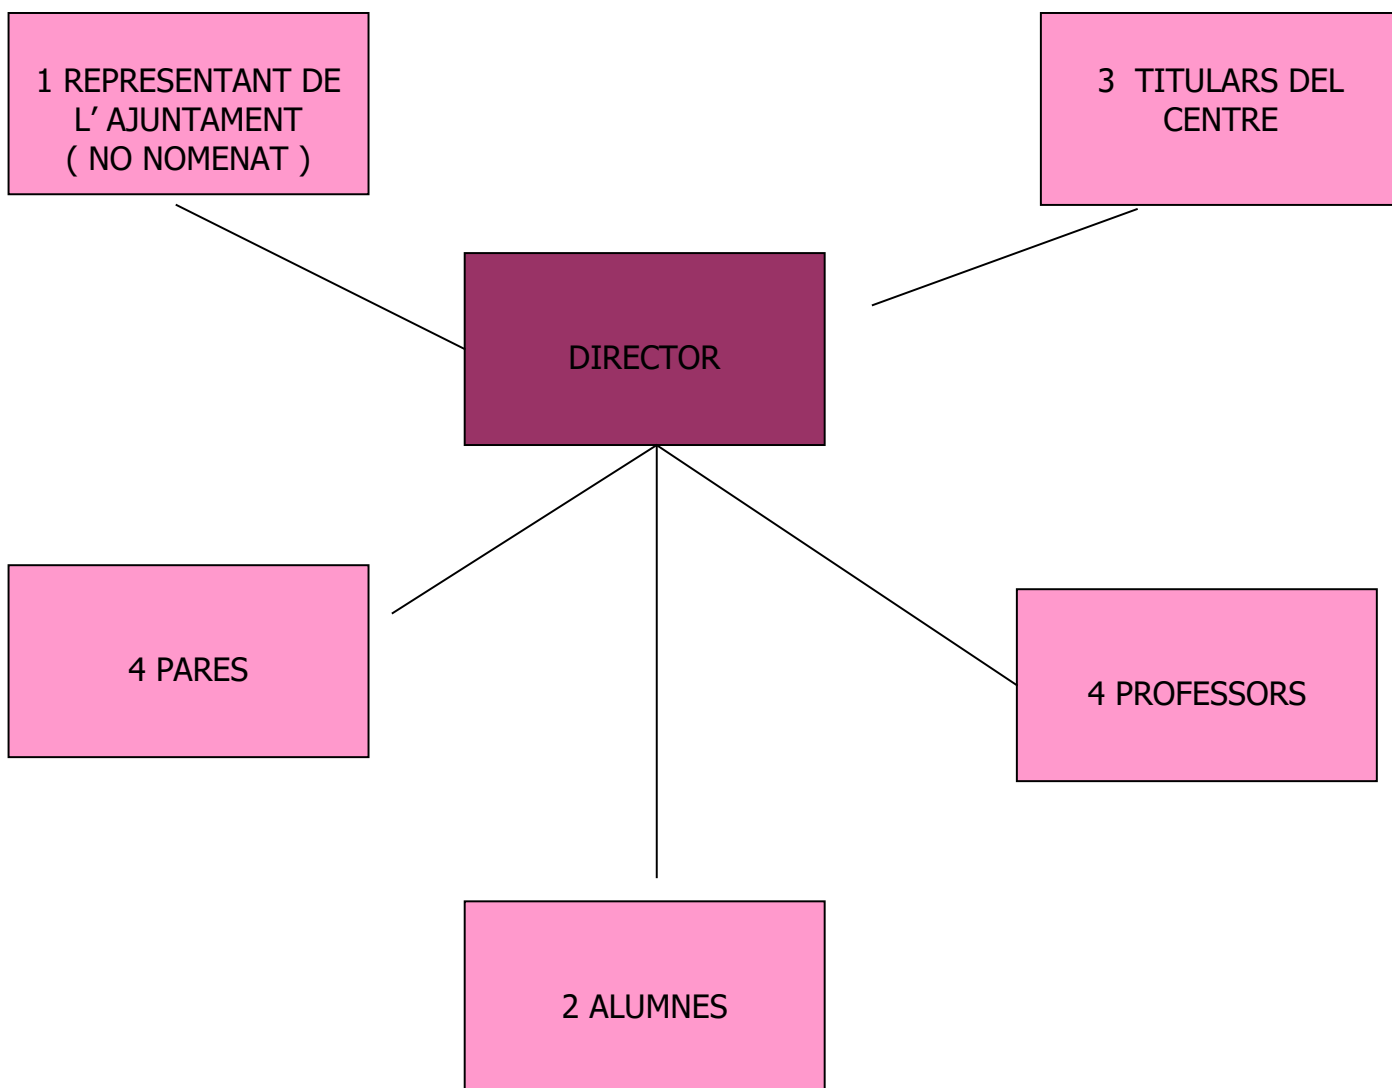 1 REPRESENTANT DE
L’ AJUNTAMENT
( NO NOMENAT )
3 TITULARS DEL
CENTRE
DIRECTOR
4 PARES
4 PROFESSORS
2 ALUMNES